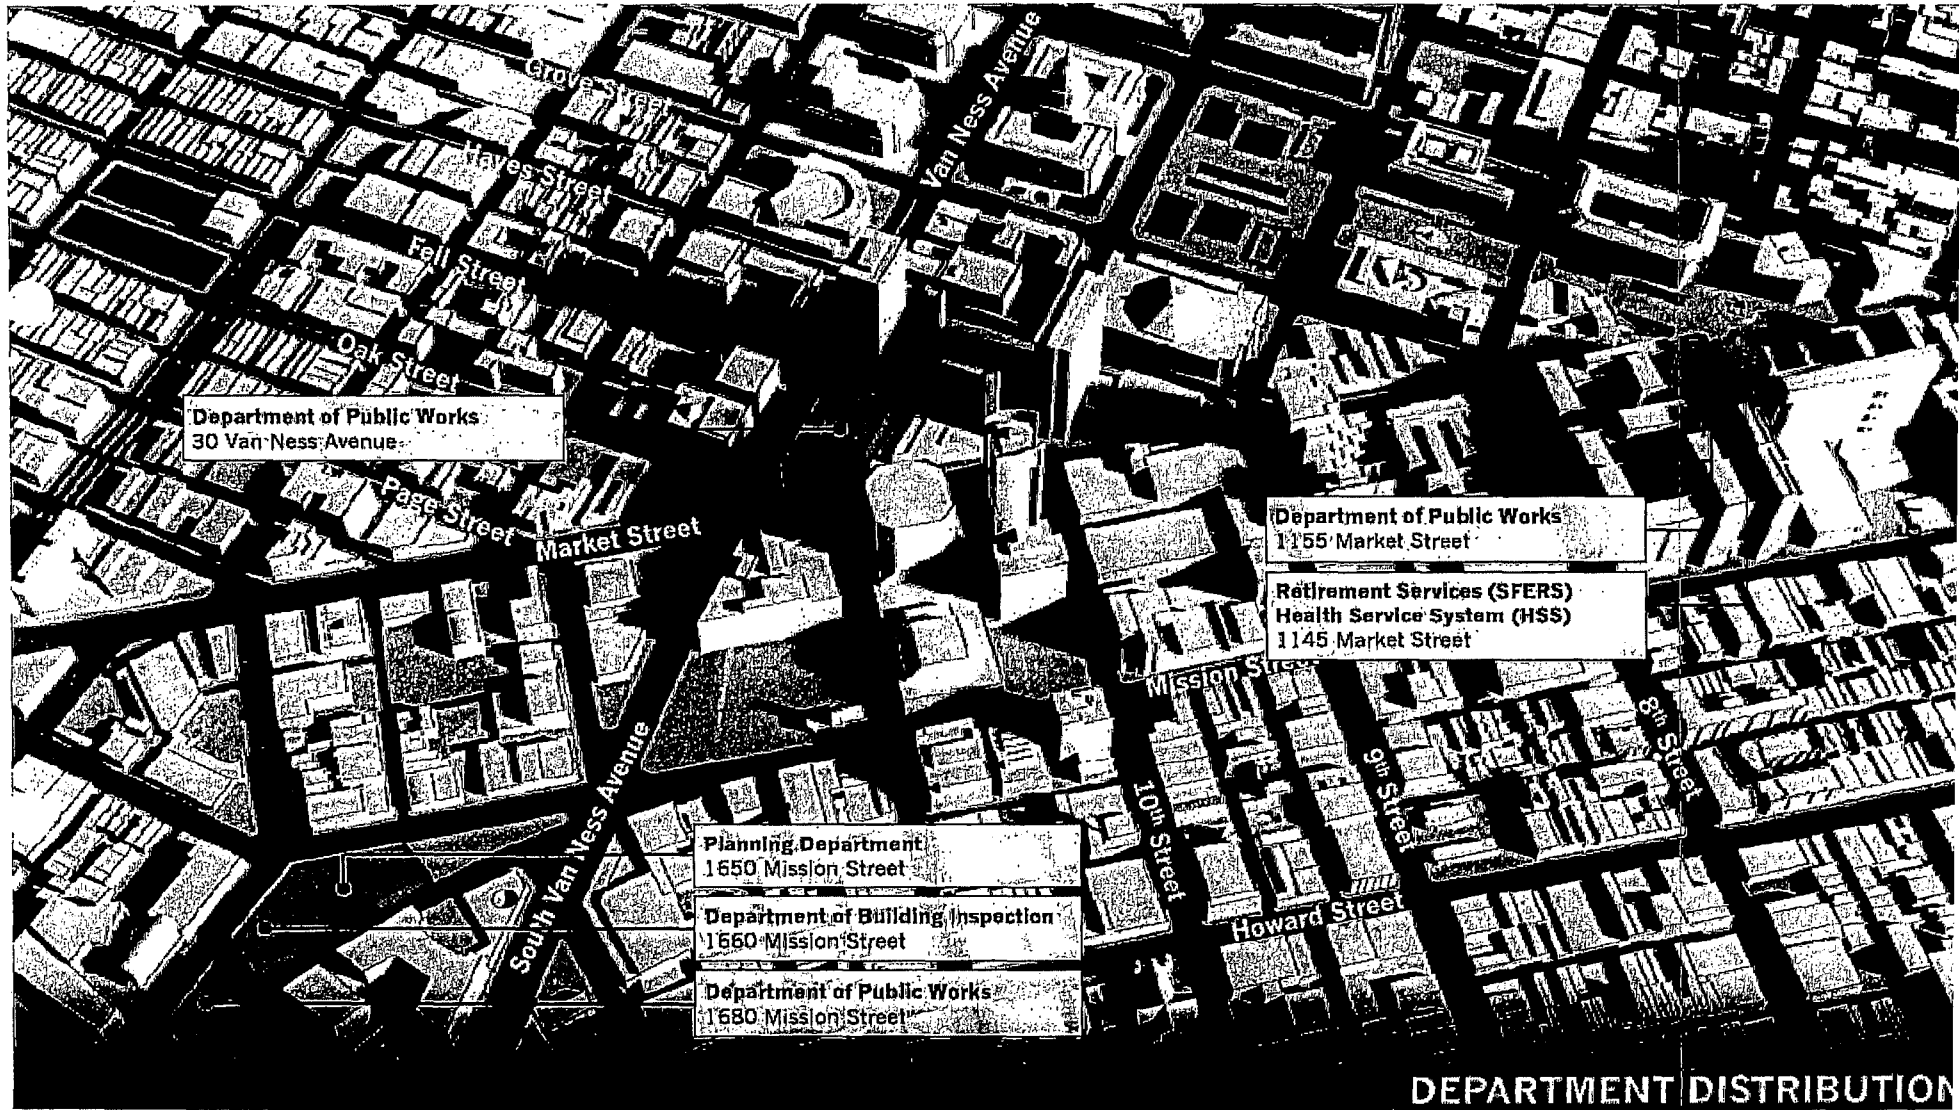 Grove Street
Van Ness Avenue
Hayes Street
Fell Street
Oak Street
Department of Public Works
30 Van Ness Avenue
Page Street
Market Street
Department of Public Works
1155 Market Street
Retirement Services (SFERS)
Health Service System (HSS)
1145 Market Street
Mission Street
8th Street
9th Street
10th Street
South Van Ness Avenue
Planning Department
1650 Mission Street
Department of Building Inspection
1660 Mission Street
Department of Public Works
1680 Mission Street
Howard Street
DEPARTMENT DISTRIBUTION